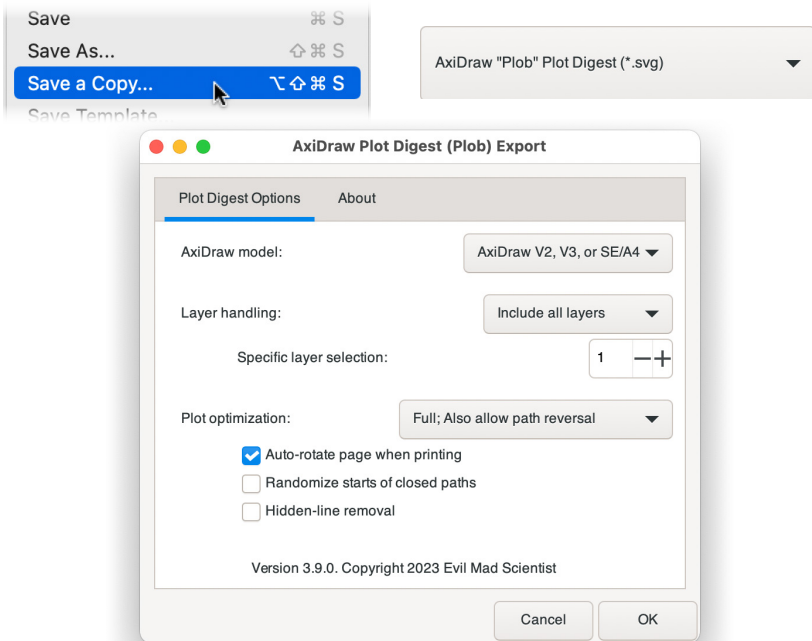 Save ⌘ S
Save As... ⇧ ⌘ S
Save a Copy... ⌥ ⇧ ⌘ S
Save Template
AxiDraw "Plob" Plot Digest (*.svg)
AxiDraw Plot Digest (Plob) Export
Plot Digest Options About
AxiDraw model: AxiDraw V2, V3, or SE/A4
Layer handling: Include all layers
Specific layer selection: 1
Plot optimization: Full; Also allow path reversal
Auto-rotate page when printing
Randomize starts of closed paths
Hidden-line removal
Version 3.9.0. Copyright 2023 Evil Mad Scientist
Cancel OK